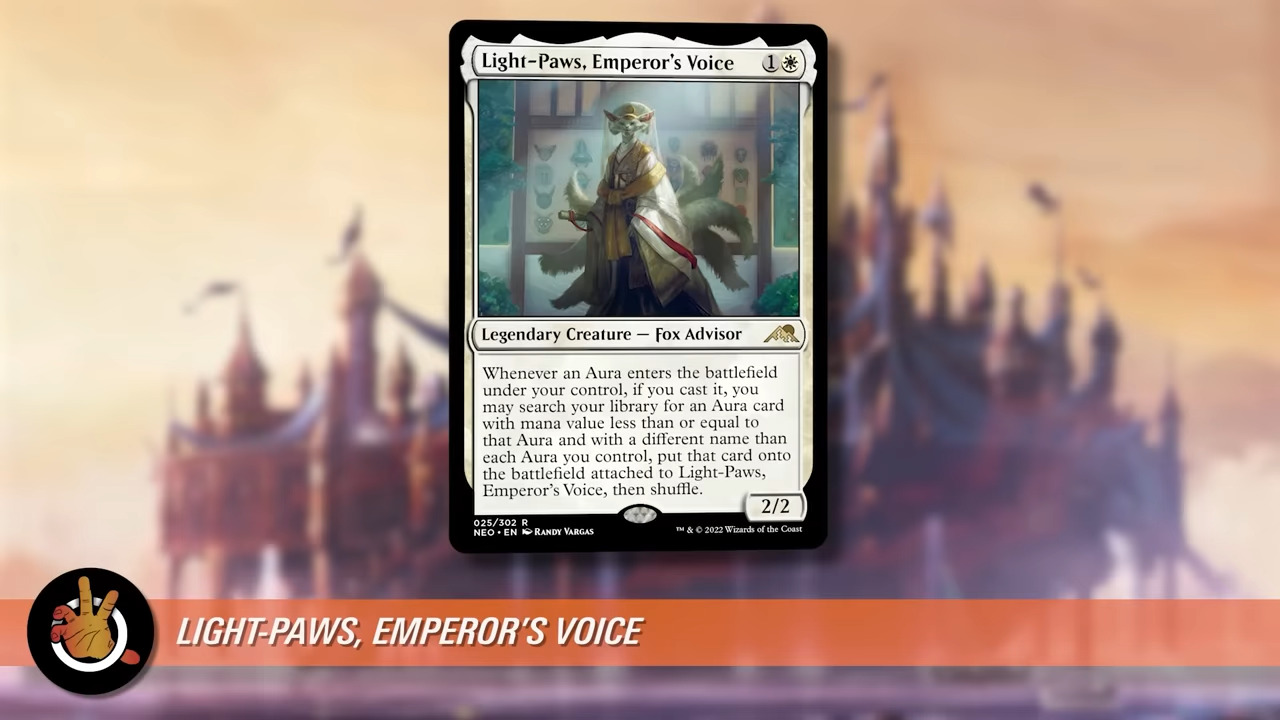 Light-Paws, Emperor's Voice 1
Legendary Creature — Fox Advisor
Whenever an Aura enters the battlefield
under your control, if you cast it, you
may search your library for an Aura card
with mana value less than or equal to
that Aura and with a different name than
each Aura you control, put that card onto
the battlefield attached to Light-Paws,
Emperor's Voice, then shuffle.
2/2
025/302 R
NEO • EN Randy Vargas
™ & © 2022 Wizards of the Coast
LIGHT-PAWS, EMPEROR'S VOICE